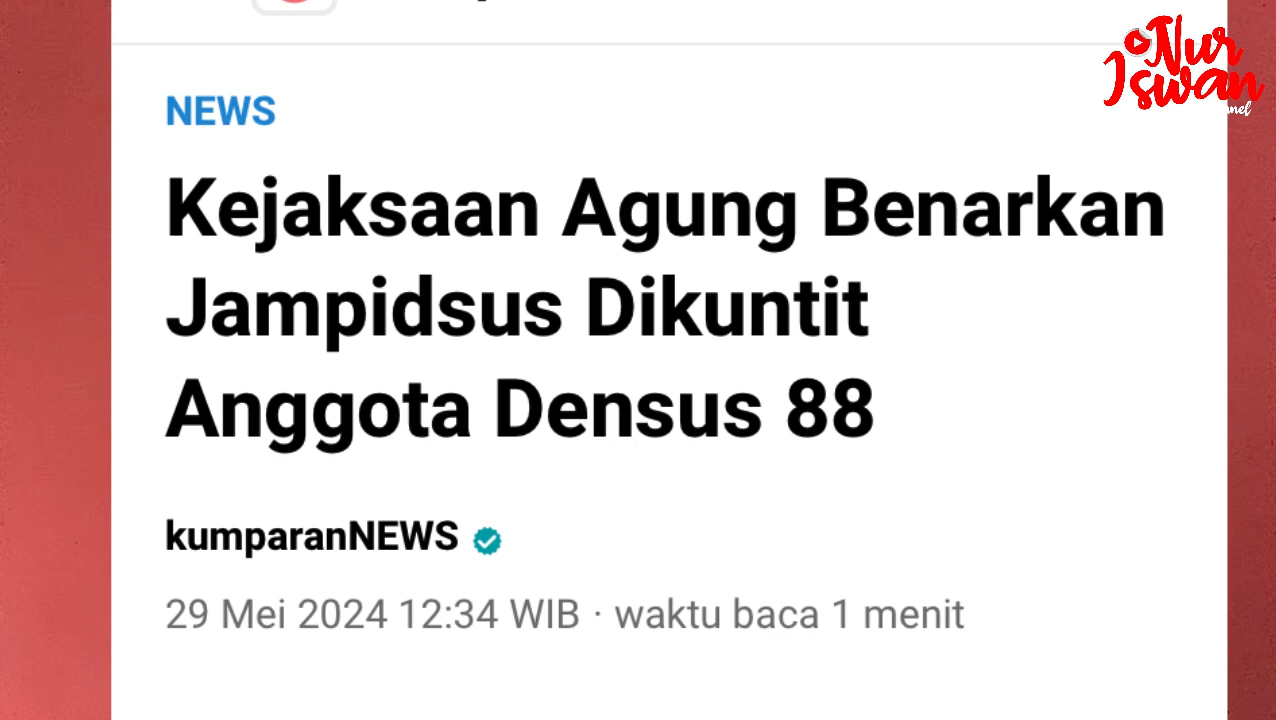 Nur
Iswan
NEWS
Kejaksaan Agung Benarkan
Jampidsus Dikuntit
Anggota Densus 88
kumparanNEWS
29 Mei 2024 12:34 WIB · waktu baca 1 menit